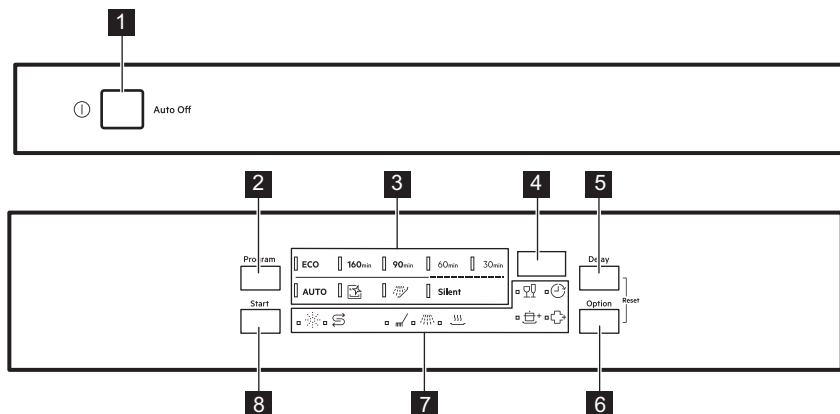 1
Auto Off
2 3 4 5
Program Delay
ECO 160min 90min 60min 30min
AUTO Silent
Start Option Reset
8 7 6